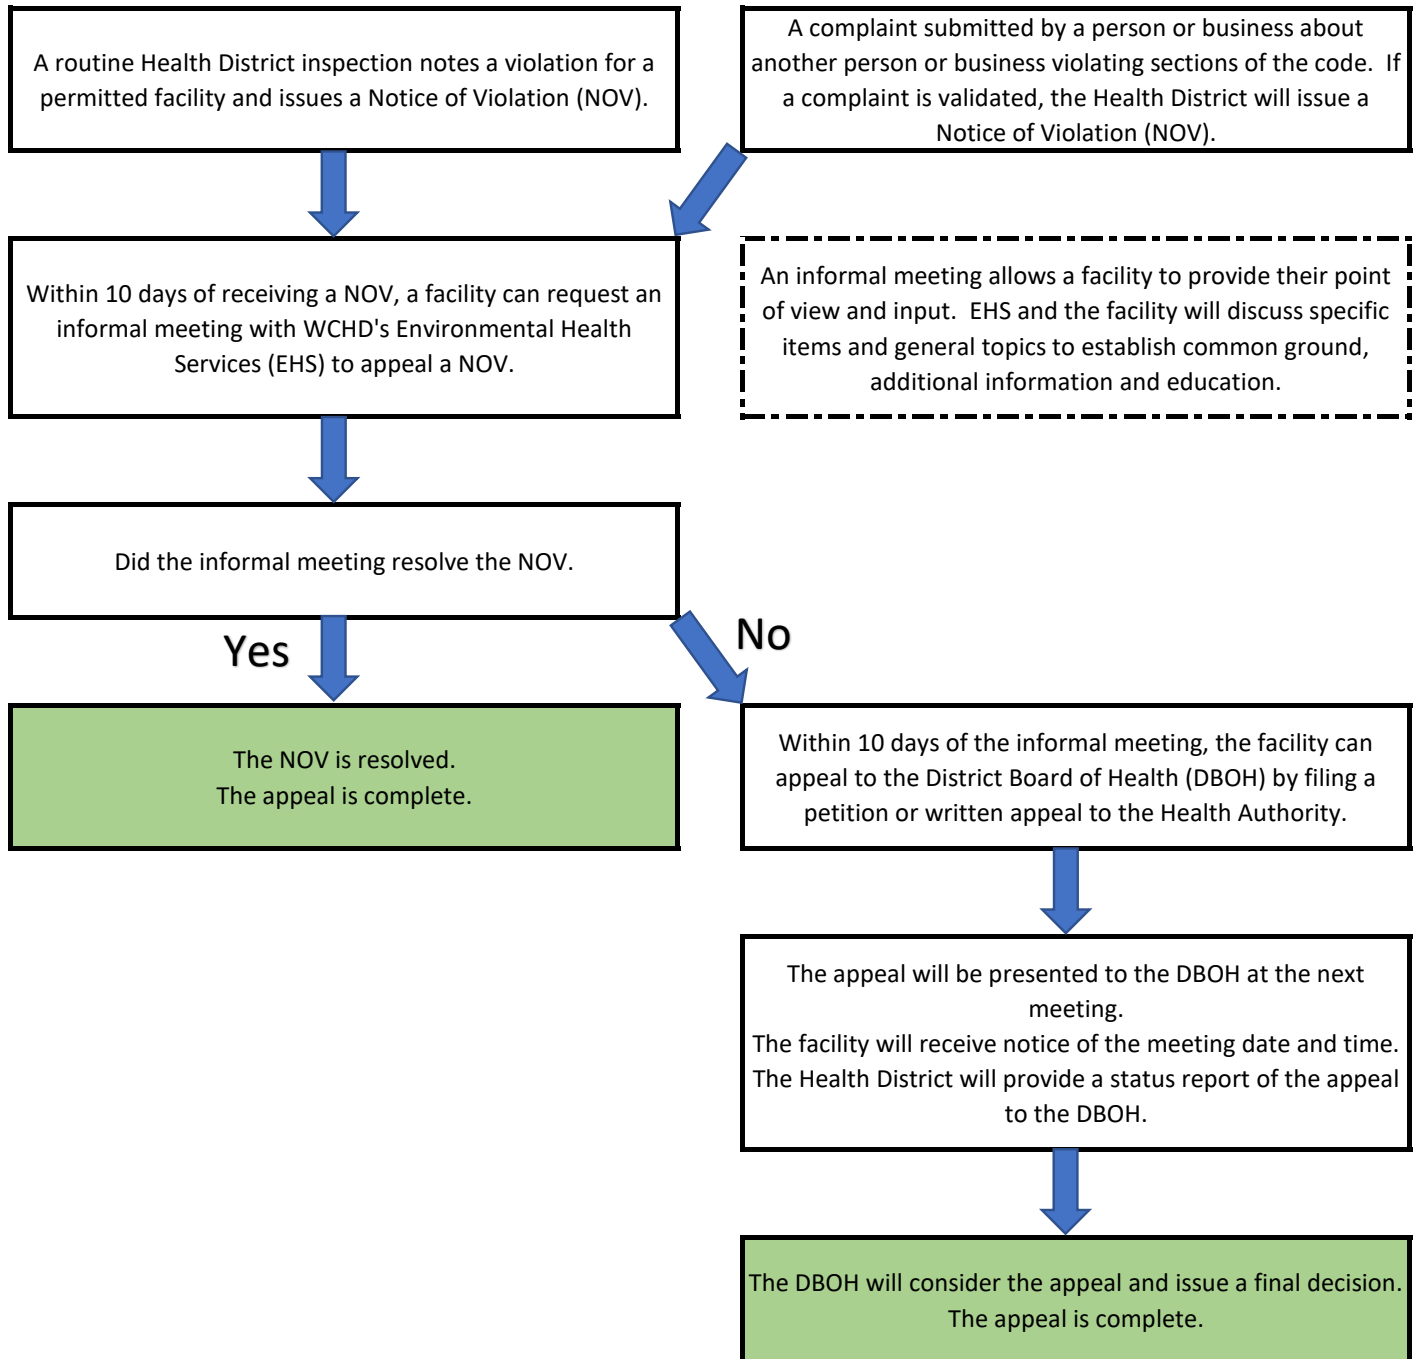 A routine Health District inspection notes a violation for a
permitted facility and issues a Notice of Violation (NOV).
A complaint submitted by a person or business about
another person or business violating sections of the code.  If
a complaint is validated, the Health District will issue a
Notice of Violation (NOV).
Within 10 days of receiving a NOV, a facility can request an
informal meeting with WCHD's Environmental Health
Services (EHS) to appeal a NOV.
An informal meeting allows a facility to provide their point
of view and input.  EHS and the facility will discuss specific
items and general topics to establish common ground,
additional information and education.
Did the informal meeting resolve the NOV.
Yes
No
The NOV is resolved.
The appeal is complete.
Within 10 days of the informal meeting, the facility can
appeal to the District Board of Health (DBOH) by filing a
petition or written appeal to the Health Authority.
The appeal will be presented to the DBOH at the next
meeting.
The facility will receive notice of the meeting date and time.
The Health District will provide a status report of the appeal
to the DBOH.
The DBOH will consider the appeal and issue a final decision.
The appeal is complete.